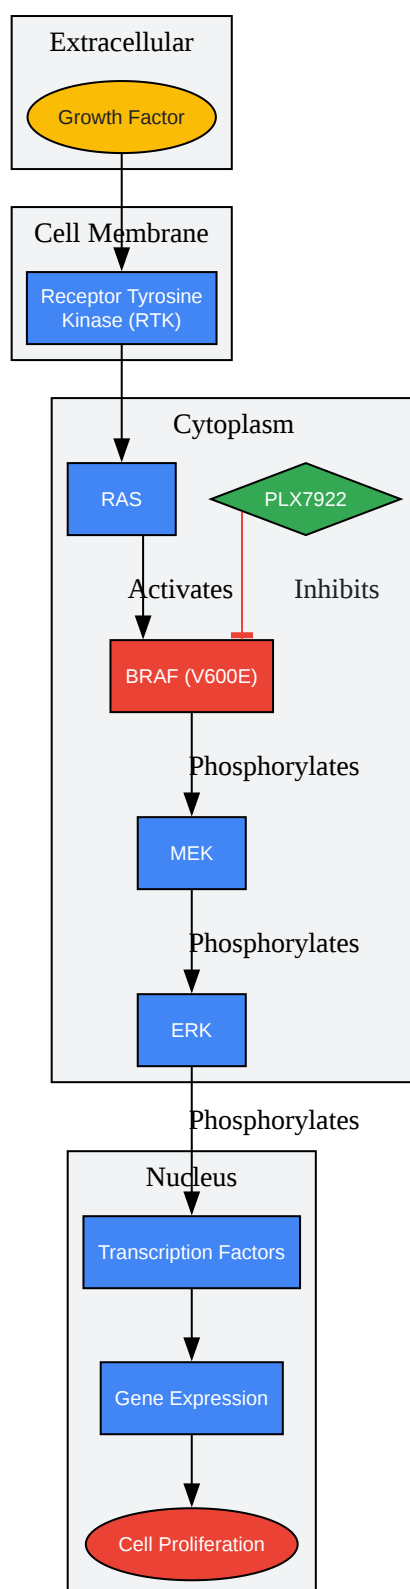 Extracellular
Growth Factor
Cell Membrane
Receptor Tyrosine
Kinase (RTK)
Cytoplasm
RAS
PLX7922
Activates
Inhibits
BRAF (V600E)
Phosphorylates
MEK
Phosphorylates
ERK
Phosphorylates
Nucleus
Transcription Factors
Gene Expression
Cell Proliferation